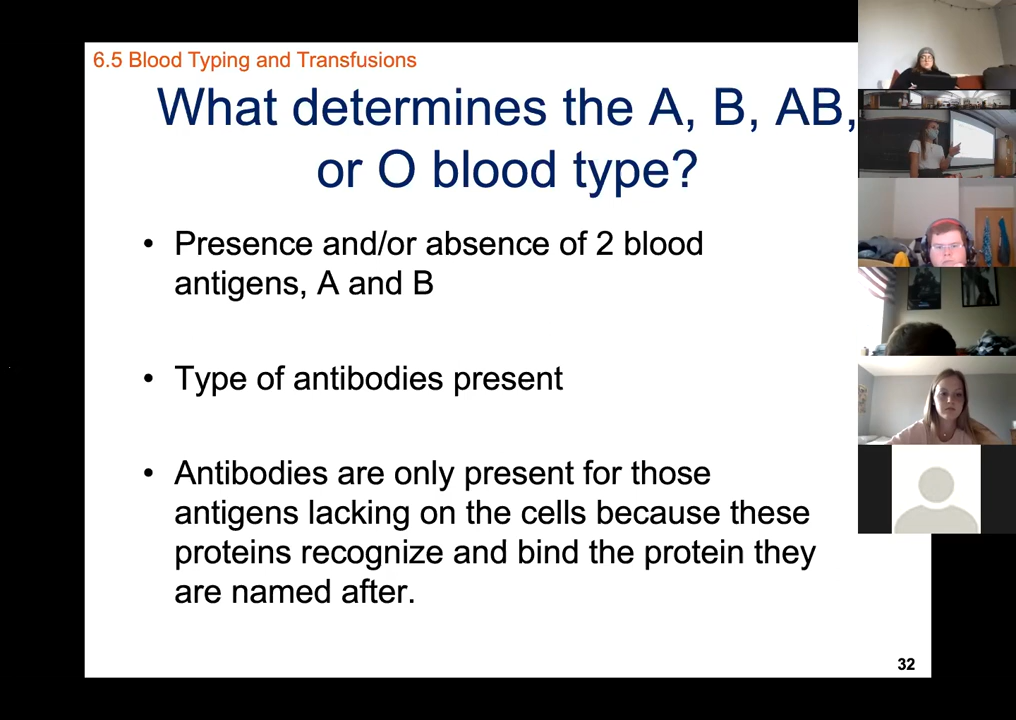 6.5 Blood Typing and Transfusions
What determines the A, B, AB,
or O blood type?
• Presence and/or absence of 2 blood
antigens, A and B
• Type of antibodies present
• Antibodies are only present for those
antigens lacking on the cells because these
proteins recognize and bind the protein they
are named after.
32